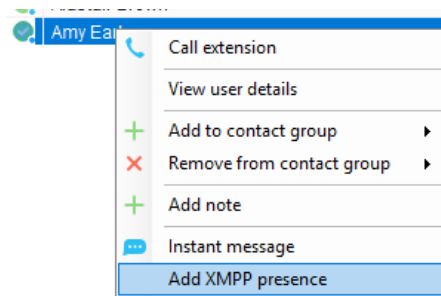 Amy Ear
Call extension
View user details
Add to contact group
Remove from contact group
Add note
Instant message
Add XMPP presence